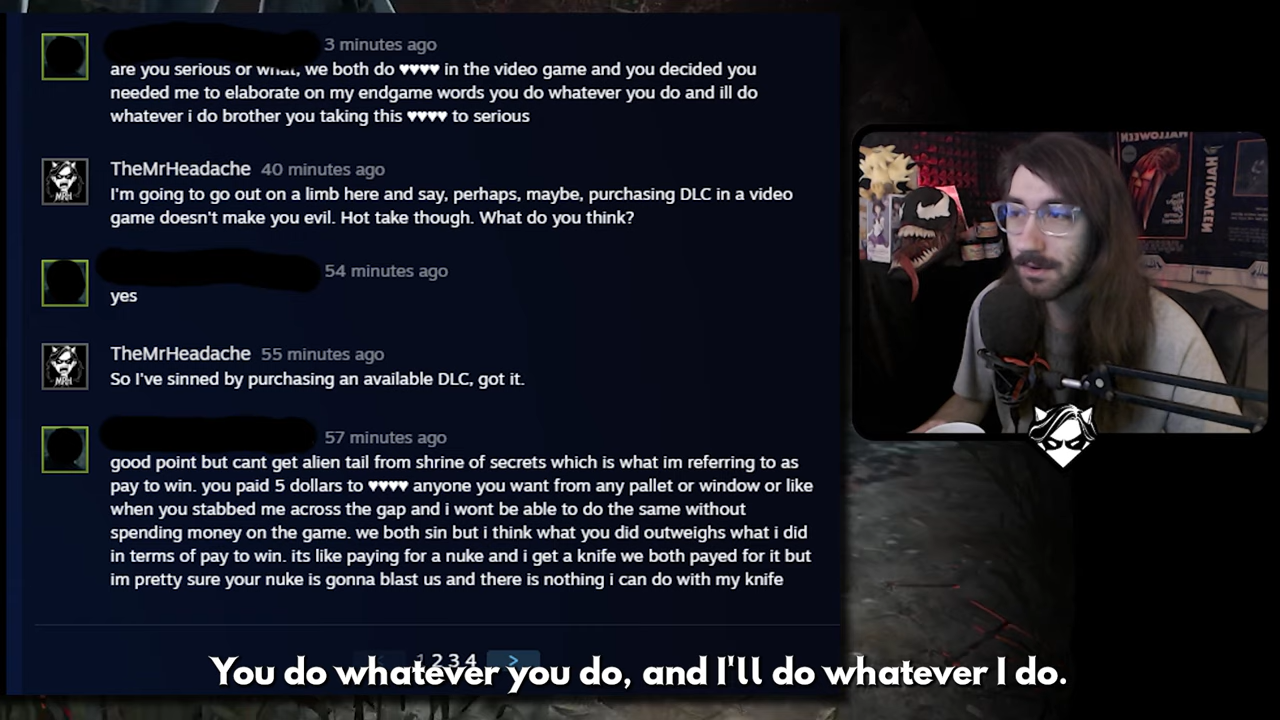 3 minutes ago
are you serious or what, we both do ♥♥♥♥ in the video game and you decided you
needed me to elaborate on my endgame words you do whatever you do and ill do
whatever i do brother you taking this ♥♥♥♥ to serious
TheMrHeadache 40 minutes ago
I'm going to go out on a limb here and say, perhaps, maybe, purchasing DLC in a video
game doesn't make you evil. Hot take though. What do you think?
54 minutes ago
yes
TheMrHeadache 55 minutes ago
So I've sinned by purchasing an available DLC, got it.
57 minutes ago
good point but cant get alien tail from shrine of secrets which is what im referring to as
pay to win. you paid 5 dollars to ♥♥♥♥ anyone you want from any pallet or window or like
when you stabbed me across the gap and i wont be able to do the same without
spending money on the game. we both sin but i think what you did outweighs what i did
in terms of pay to win. its like paying for a nuke and i get a knife we both payed for it but
im pretty sure your nuke is gonna blast us and there is nothing i can do with my knife
< 1 2 3 4 >
You do whatever you do, and I'll do whatever I do.
HALLOWEEN
HALLOWEEN
MRH
MRH